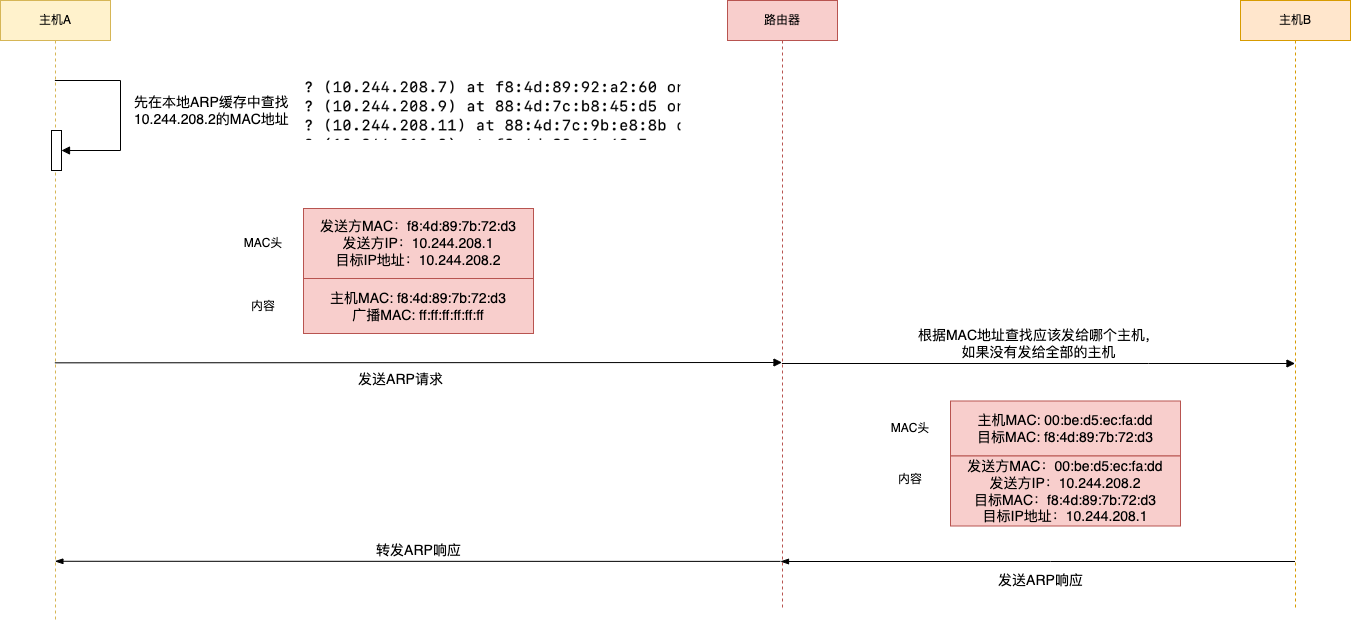 主机A
路由器
主机B
先在本地ARP缓存中查找
10.244.208.2的MAC地址
? (10.244.208.7) at f8:4d:89:92:a2:60 on
? (10.244.208.9) at 88:4d:7c:b8:45:d5 on
? (10.244.208.11) at 88:4d:7c:9b:e8:8b
MAC头
发送方MAC：f8:4d:89:7b:72:d3
发送方IP：10.244.208.1
目标IP地址：10.244.208.2
内容
主机MAC: f8:4d:89:7b:72:d3
广播MAC: ff:ff:ff:ff:ff:ff
发送ARP请求
根据MAC地址查找应该发给哪个主机，
如果没有发给全部的主机
MAC头
主机MAC: 00:be:d5:ec:fa:dd
目标MAC: f8:4d:89:7b:72:d3
内容
发送方MAC：00:be:d5:ec:fa:dd
发送方IP：10.244.208.2
目标MAC：f8:4d:89:7b:72:d3
目标IP地址：10.244.208.1
转发ARP响应
发送ARP响应